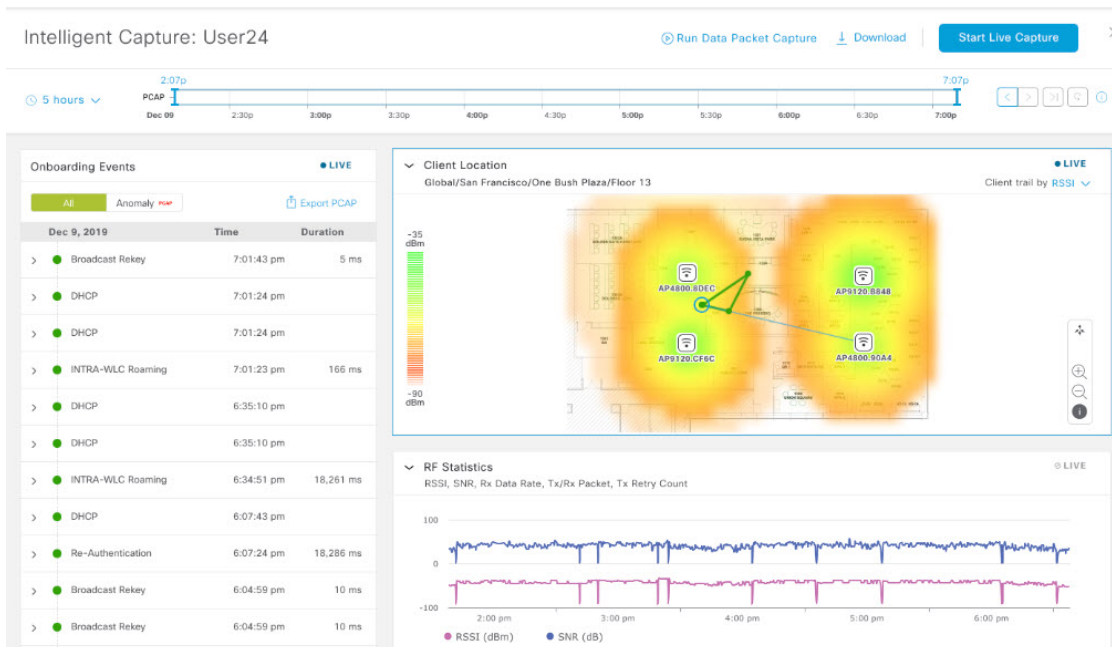 Intelligent Capture: User24
Run Data Packet Capture
Download
Start Live Capture
5 hours
2:07p
7:07p
PCAP
Dec 09
2:30p
3:00p
3:30p
4:00p
4:30p
5:00p
5:30p
6:00p
6:30p
7:00p
Onboarding Events
LIVE
All
Anomaly PCAP
Export PCAP
Dec 9, 2019 Time Duration
Broadcast Rekey 7:01:43 pm 5 ms
DHCP 7:01:24 pm
DHCP 7:01:24 pm
INTRA-WLC Roaming 7:01:23 pm 166 ms
DHCP 6:35:10 pm
DHCP 6:35:10 pm
INTRA-WLC Roaming 6:34:51 pm 18,261 ms
DHCP 6:07:43 pm
Re-Authentication 6:07:24 pm 18,286 ms
Broadcast Rekey 6:04:59 pm 10 ms
Broadcast Rekey 6:04:59 pm 10 ms
Client Location
LIVE
Global/San Francisco/One Bush Plaza/Floor 13
Client trail by RSSI
-35
dBm
-90
dBm
AP4800.8DEC
AP9120.B848
AP9120.CF6C
AP4800.90A4
RF Statistics
LIVE
RSSI, SNR, Rx Data Rate, Tx/Rx Packet, Tx Retry Count
100
0
-100
2:00 pm
3:00 pm
4:00 pm
5:00 pm
6:00 pm
RSSI (dBm)
SNR (dB)